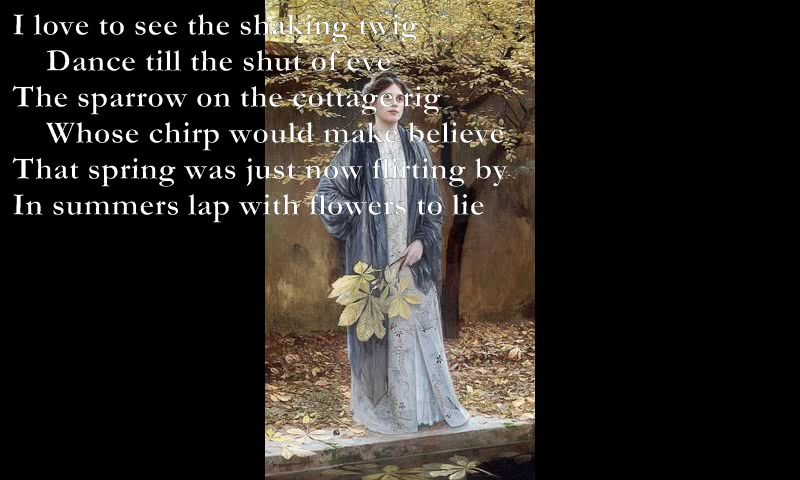 I love to see the shaking twig
Dance till the shut of eve
The sparrow on the cottage rig
Whose chirp would make believe
That spring was just now flirting by
In summers lap with flowers to lie